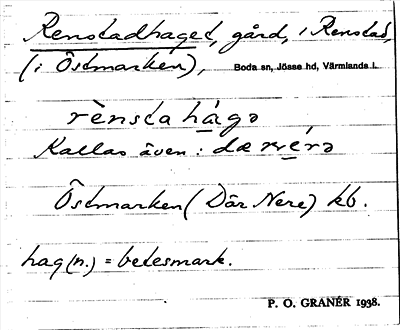 Renstadhaget, gård, i Renstad,
(i Östmarken), Boda sn, Jösse hd, Värmlands l.
rènsta hágə
Kallas även: dæ nérə
Östmarken (Där Nere) kb.
hag (n.) = betesmark.
P. O. GRANÉR 1938.